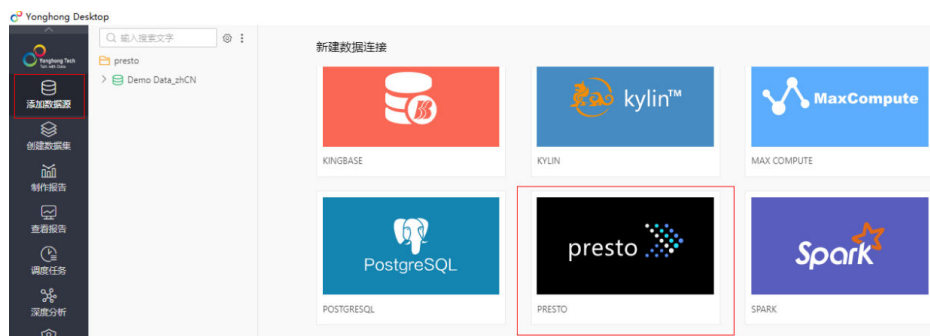 Yonghong Desktop
Yonghong Tech
Talk with Data
添加数据源
创建数据集
制作报告
查看报告
调度任务
深度分析
输入搜索文字
presto
Demo Data_zhCN
新建数据连接
kylin™
MaxCompute
KINGBASE
KYLIN
MAX COMPUTE
PostgreSQL
presto
Spark
POSTGRESQL
PRESTO
SPARK